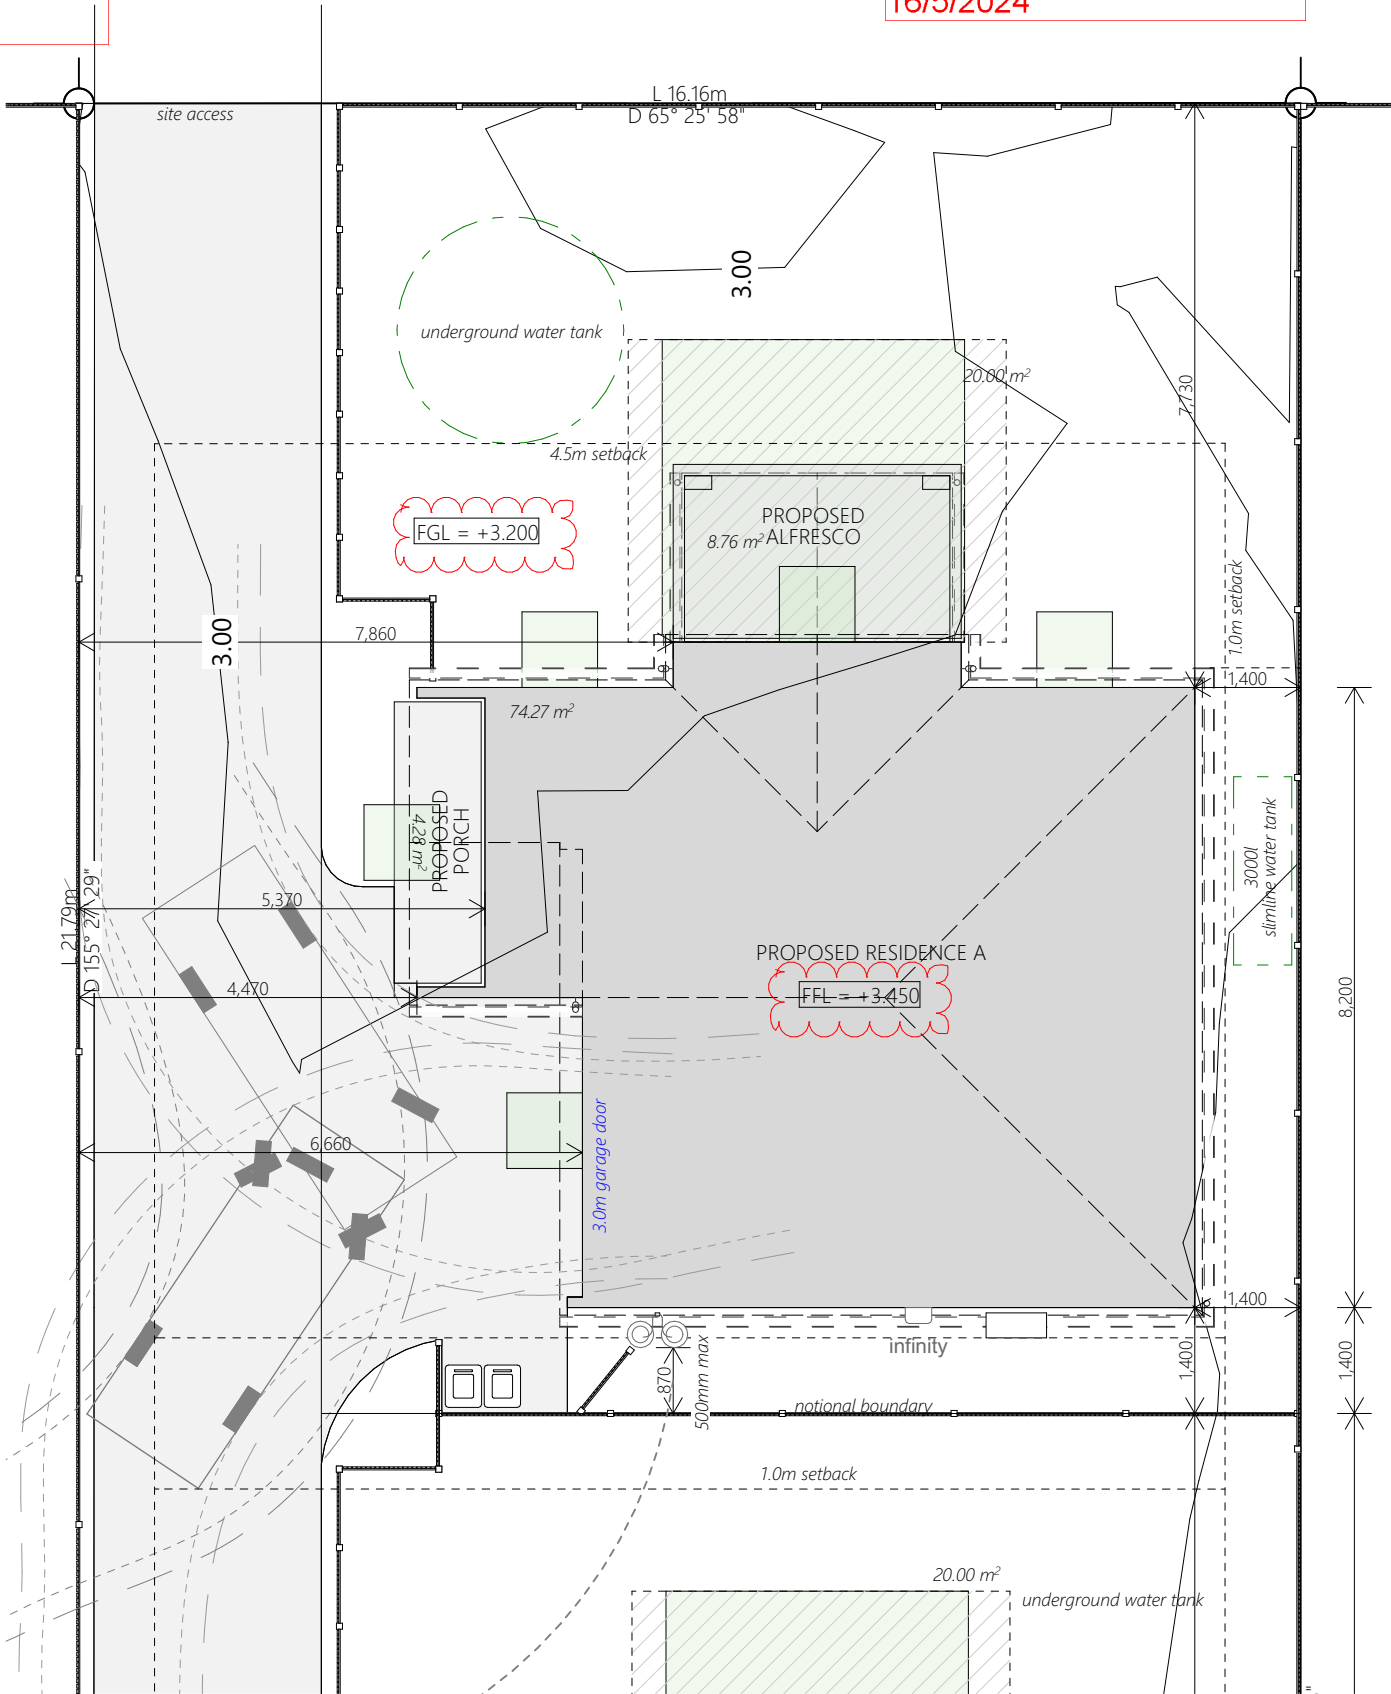 16/5/2024
L 16.16m
D 65° 25' 58"
site access
3.00
underground water tank
20.00 m²
7,730
4.5m setback
PROPOSED
ALFRESCO
8.76 m²
FGL = +3.200
1.0m setback
3.00
7,860
1,400
74.27 m²
PROPOSED
PORCH
4.28 m²
3000l
slimline water tank
L 21.79m
D 155° 27' 29"
5,370
PROPOSED RESIDENCE A
FFL = +3.450
4,470
8,200
6,660
3.0m garage door
1,400
infinity
870
500mm max
1,400
1,400
notional boundary
1.0m setback
20.00 m²
underground water tank